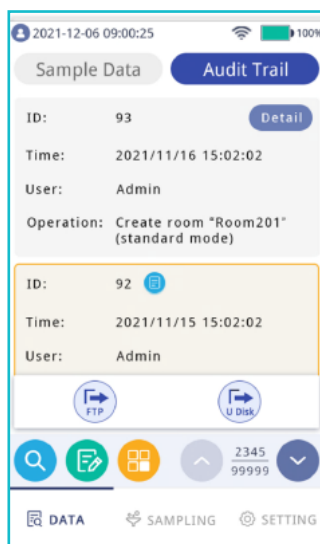 2021-12-06 09:00:25 100%
Sample Data Audit Trail
ID: 93 Detail
Time: 2021/11/16 15:02:02
User: Admin
Operation: Create room "Room201"
(standard mode)
ID: 92
Time: 2021/11/15 15:02:02
User: Admin
FTP U Disk
2345
99999
DATA SAMPLING SETTING